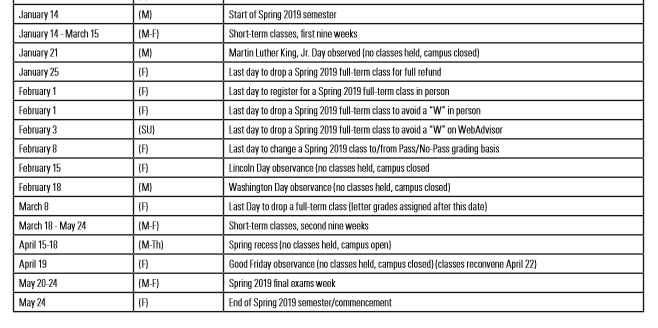 January 14 (M) Start of Spring 2019 semester
January 14 - March 15 (M-F) Short-term classes, first nine weeks
January 21 (M) Martin Luther King, Jr. Day observed (no classes held, campus closed)
January 25 (F) Last day to drop a Spring 2019 full-term class for full refund
February 1 (F) Last day to register for a Spring 2019 full-term class in person
February 1 (F) Last day to drop a Spring 2019 full-term class to avoid a "W" in person
February 3 (SU) Last day to drop a Spring 2019 full-term class to avoid a "W" on WebAdvisor
February 8 (F) Last day to change a Spring 2019 class to/from Pass/No-Pass grading basis
February 15 (F) Lincoln Day observance (no classes held, campus closed
February 18 (M) Washington Day observance (no classes held, campus closed)
March 8 (F) Last Day to drop a full-term class (letter grades assigned after this date)
March 18 - May 24 (M-F) Short-term classes, second nine weeks
April 15-18 (M-Th) Spring recess (no classes held, campus open)
April 19 (F) Good Friday observance (no classes held, campus closed) (classes reconvene April 22)
May 20-24 (M-F) Spring 2019 final exams week
May 24 (F) End of Spring 2019 semester/commencement